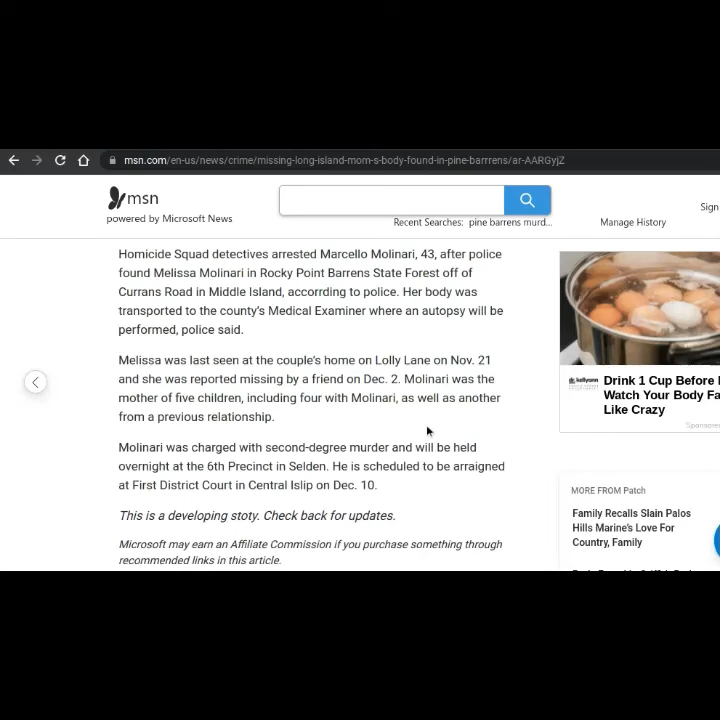 msn.com/en-us/news/crime/missing-long-island-mom-s-body-found-in-pine-barrrens/ar-AARGyjZ
msn
powered by Microsoft News
Sign
Recent Searches: pine barrens murd...
Manage History
Homicide Squad detectives arrested Marcello Molinari, 43, after police
found Melissa Molinari in Rocky Point Barrens State Forest off of
Currans Road in Middle Island, accorrding to police. Her body was
transported to the county's Medical Examiner where an autopsy will be
performed, police said.
Melissa was last seen at the couple's home on Lolly Lane on Nov. 21
and she was reported missing by a friend on Dec. 2. Molinari was the
mother of five children, including four with Molinari, as well as another
from a previous relationship.
Molinari was charged with second-degree murder and will be held
overnight at the 6th Precinct in Selden. He is scheduled to be arraigned
at First District Court in Central Islip on Dec. 10.
This is a developing stoty. Check back for updates.
Microsoft may earn an Affiliate Commission if you purchase something through
recommended links in this article.
kellyann
Drink 1 Cup Before
Watch Your Body Fa
Like Crazy
Sponsore
MORE FROM Patch
Family Recalls Slain Palos
Hills Marine's Love For
Country, Family